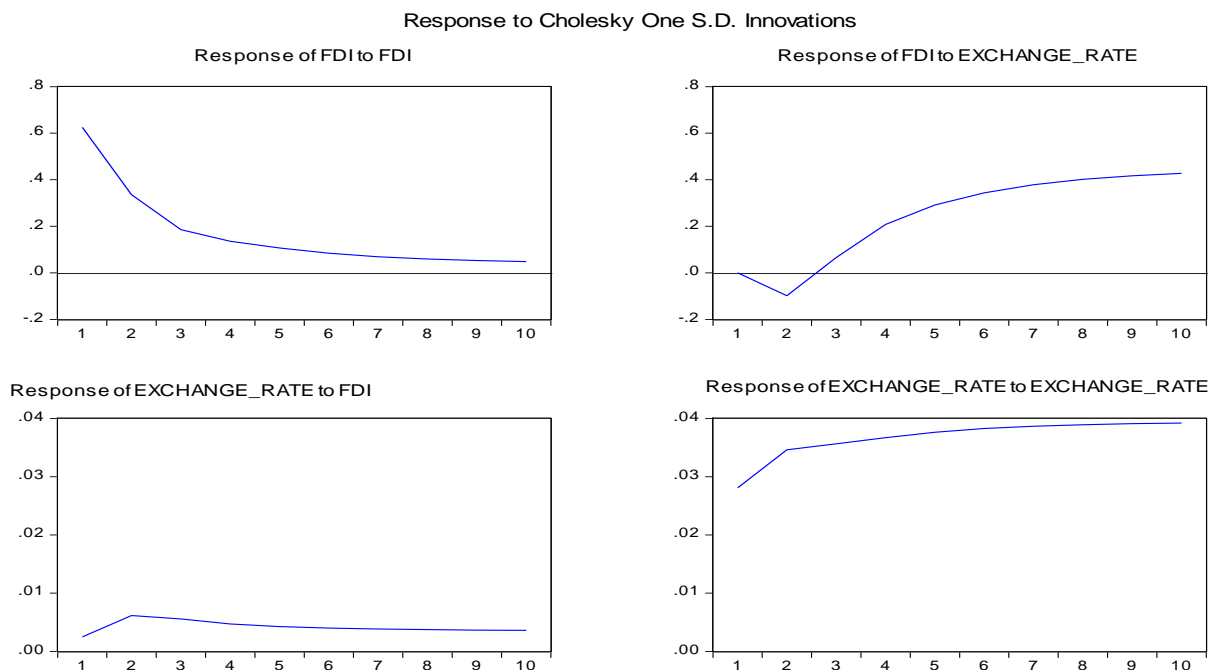 Response to Cholesky One S.D. Innovations
Response of FDI to FDI
.8
.6
.4
.2
.0
-.2
1 2 3 4 5 6 7 8 9 10
Response of FDI to EXCHANGE_RATE
.8
.6
.4
.2
.0
-.2
1 2 3 4 5 6 7 8 9 10
Response of EXCHANGE_RATE to FDI
.04
.03
.02
.01
.00
1 2 3 4 5 6 7 8 9 10
Response of EXCHANGE_RATE to EXCHANGE_RATE
.04
.03
.02
.01
.00
1 2 3 4 5 6 7 8 9 10